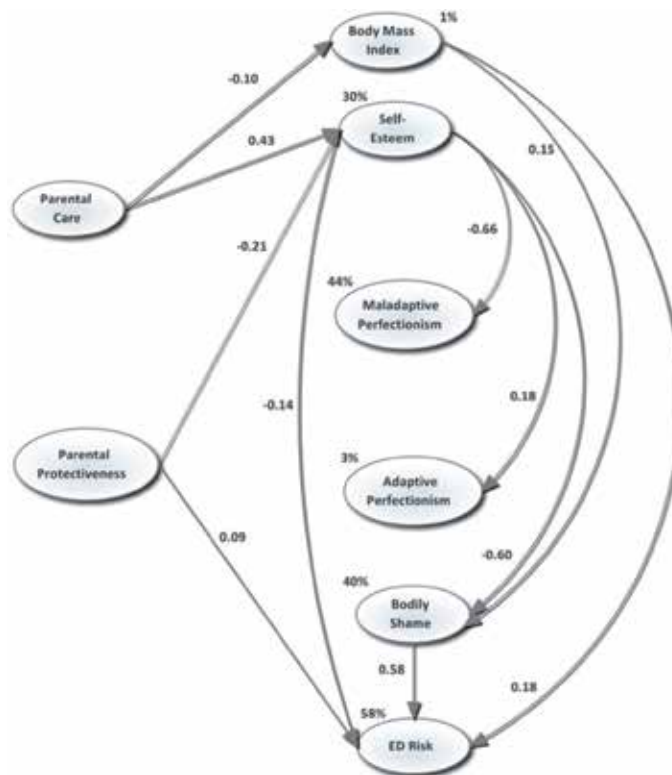 1%
Body Mass
Index
-0.10
30%
Self-
Esteem
0.43
0.15
Parental
Care
-0.21
-0.66
44%
Maladaptive
Perfectionism
-0.14
0.18
Parental
Protectiveness
3%
Adaptive
Perfectionism
0.09
-0.60
40%
Bodily
Shame
0.58
0.18
58%
ED Risk